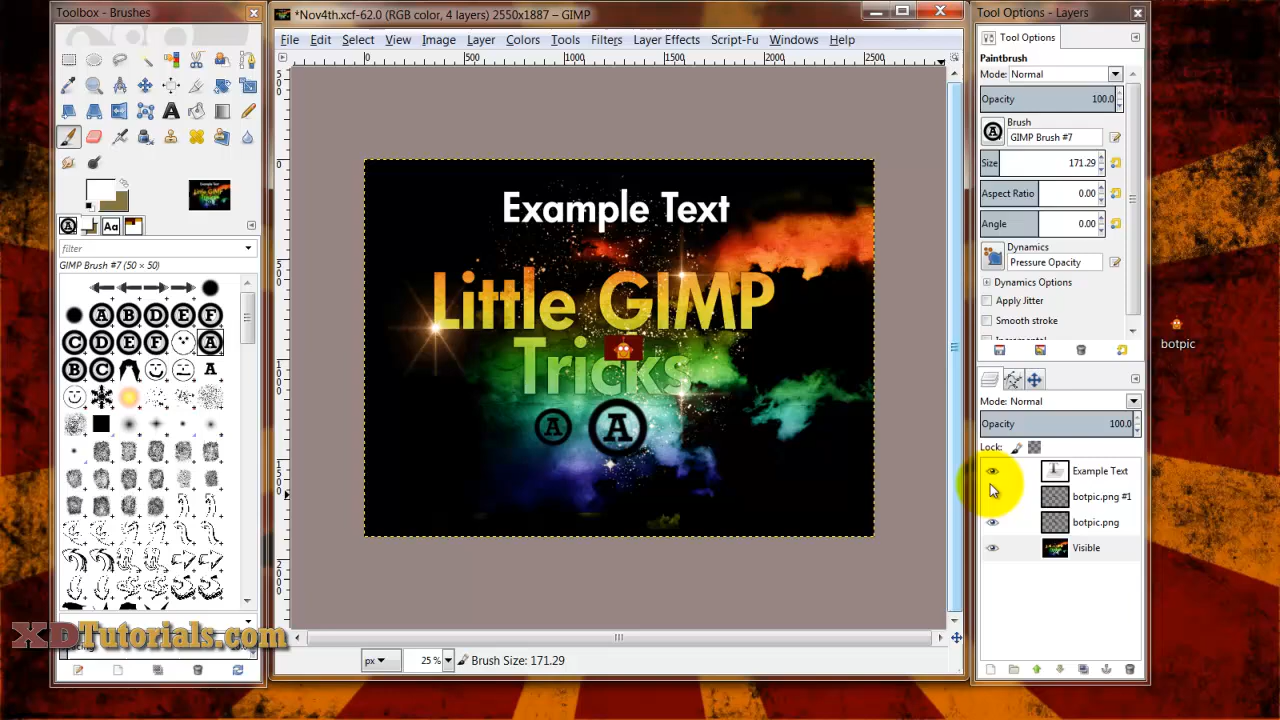 Toolbox - Brushes
filter
GIMP Brush #7 (50 × 50)
A B D E F
C D E F A
B C A
XDTutorials.com
*Nov4th.xcf-62.0 (RGB color, 4 layers) 2550x1887 – GIMP
File Edit Select View Image Layer Colors Tools Filters Layer Effects Script-Fu Windows Help
0 500 1000 1500 2000 2500
Example Text
Little GIMP
Tricks
A A
px 25 % Brush Size: 171.29
Tool Options - Layers
Tool Options
Paintbrush
Mode: Normal
Opacity 100.0
Brush
GIMP Brush #7
Size 171.29
Aspect Ratio 0.00
Angle 0.00
Dynamics
Pressure Opacity
Dynamics Options
Apply Jitter
Smooth stroke
Mode: Normal
Opacity 100.0
Lock:
Example Text
botpic.png #1
botpic.png
Visible
botpic